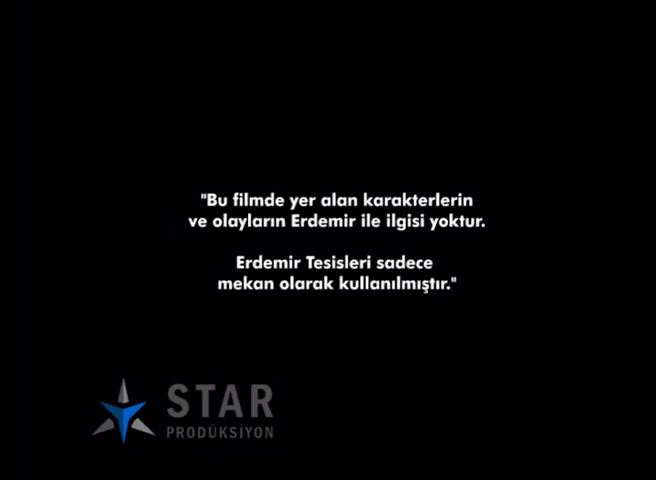 "Bu filmde yer alan karakterlerin
ve olayların Erdemir ile ilgisi yoktur.
Erdemir Tesisleri sadece
mekan olarak kullanılmıştır."
STAR
PRODÜKSİYON